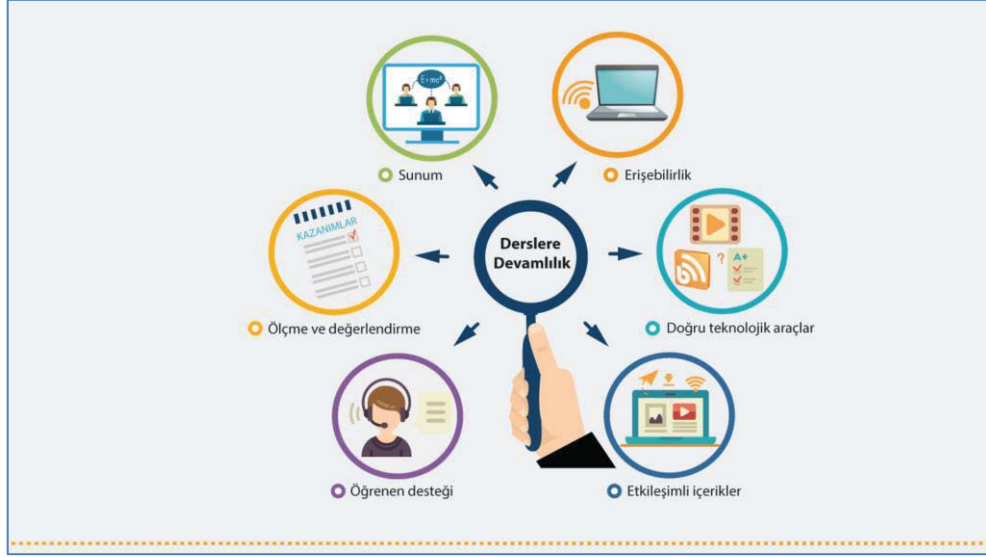 E=mc²
Sunum
Erişebilirlik
KAZANIMLAR
Derslere
Devamlılık
?
A+
Ölçme ve değerlendirme
Doğru teknolojik araçlar
Öğrenen desteği
Etkileşimli içerikler